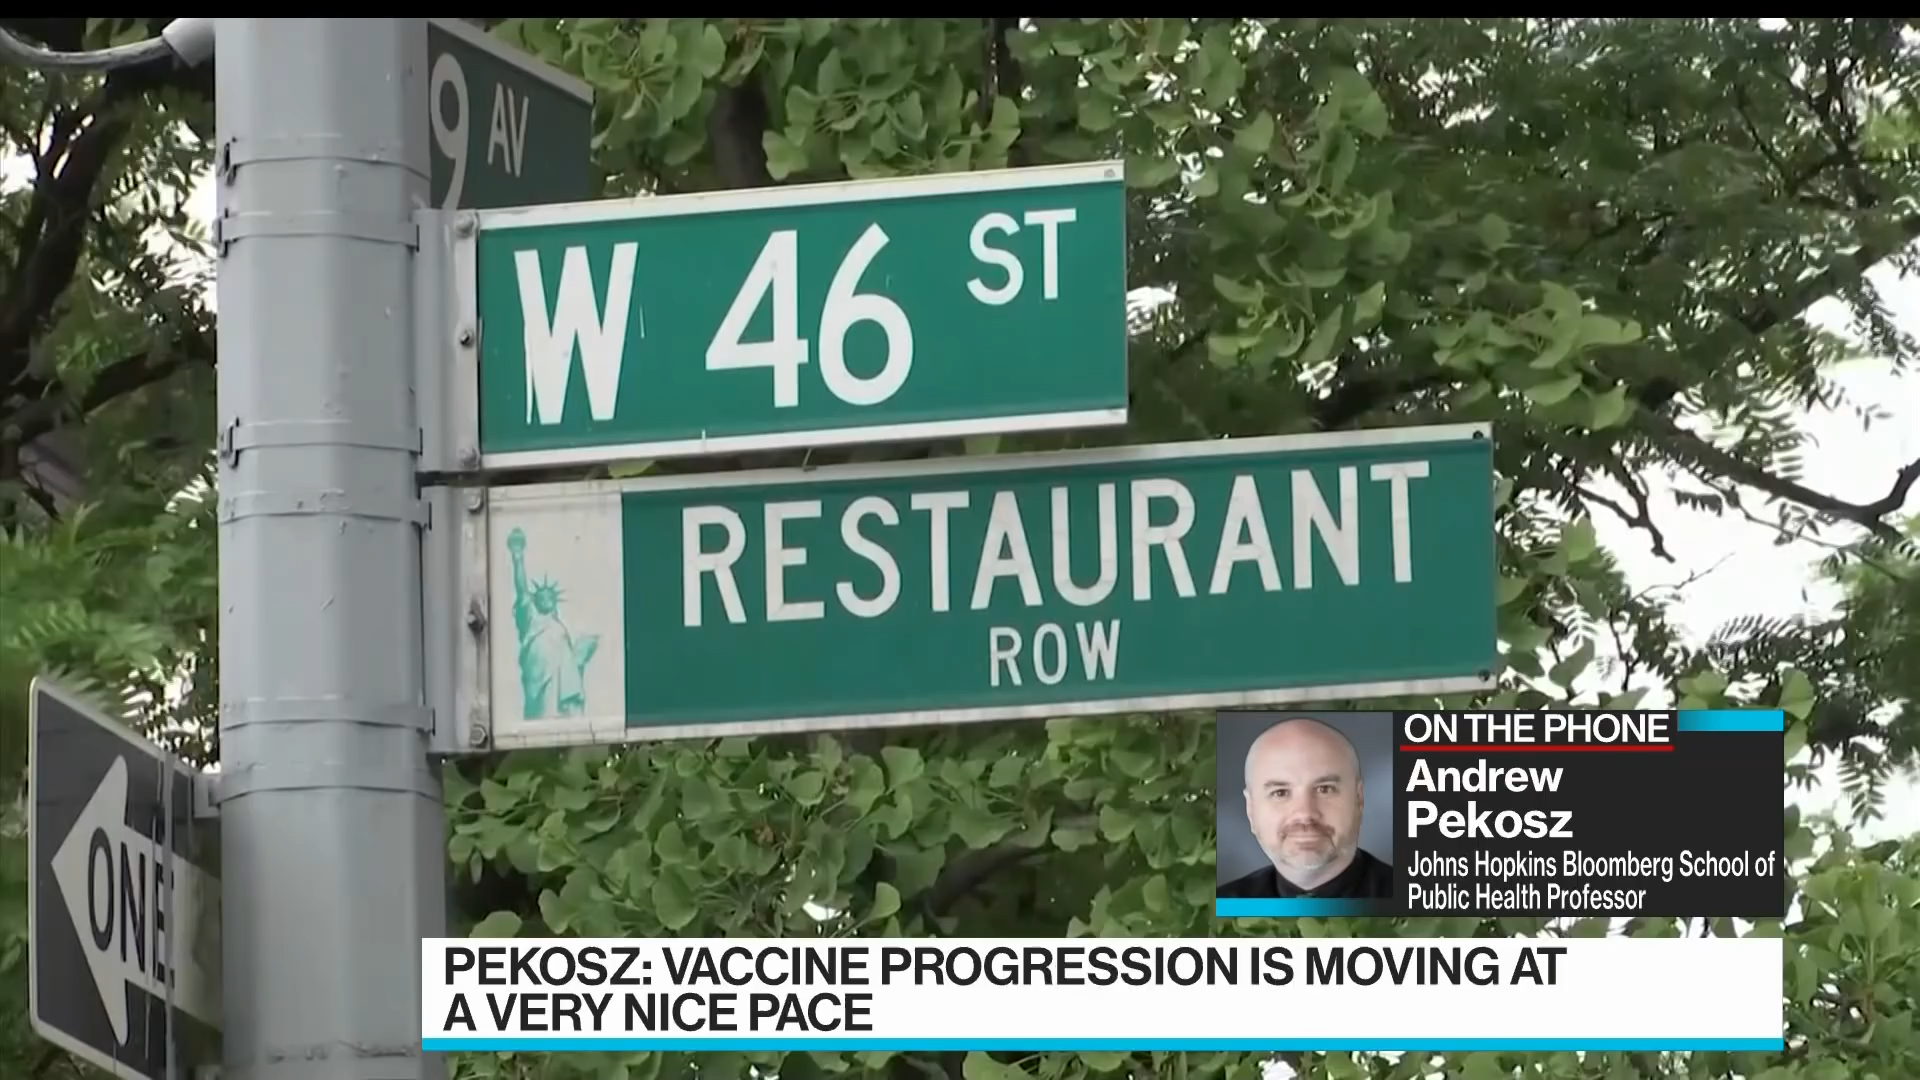 9 AV
W 46 ST
RESTAURANT
ROW
ONE
ON THE PHONE
Andrew
Pekosz
Johns Hopkins Bloomberg School of
Public Health Professor
PEKOSZ: VACCINE PROGRESSION IS MOVING AT
A VERY NICE PACE